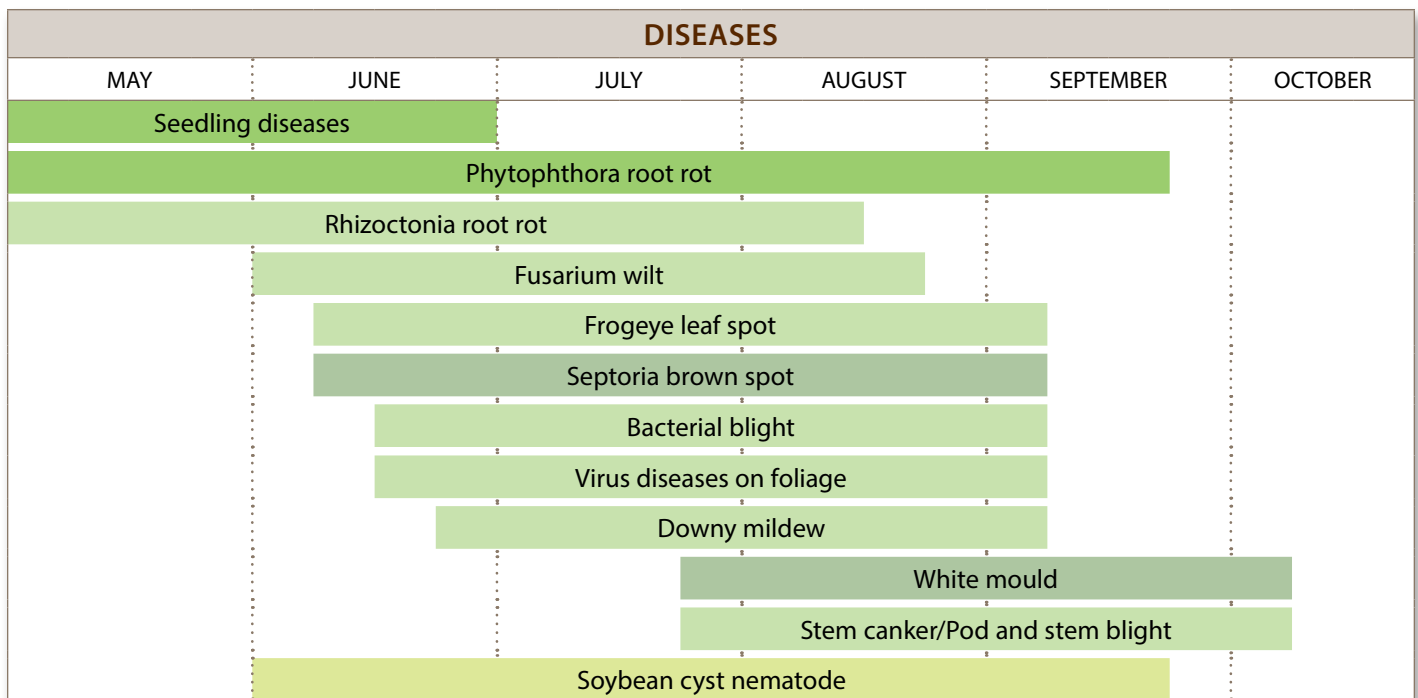 DISEASES
MAY JUNE JULY AUGUST SEPTEMBER OCTOBER
Seedling diseases
Phytophthora root rot
Rhizoctonia root rot
Fusarium wilt
Frogeye leaf spot
Septoria brown spot
Bacterial blight
Virus diseases on foliage
Downy mildew
White mould
Stem canker/Pod and stem blight
Soybean cyst nematode